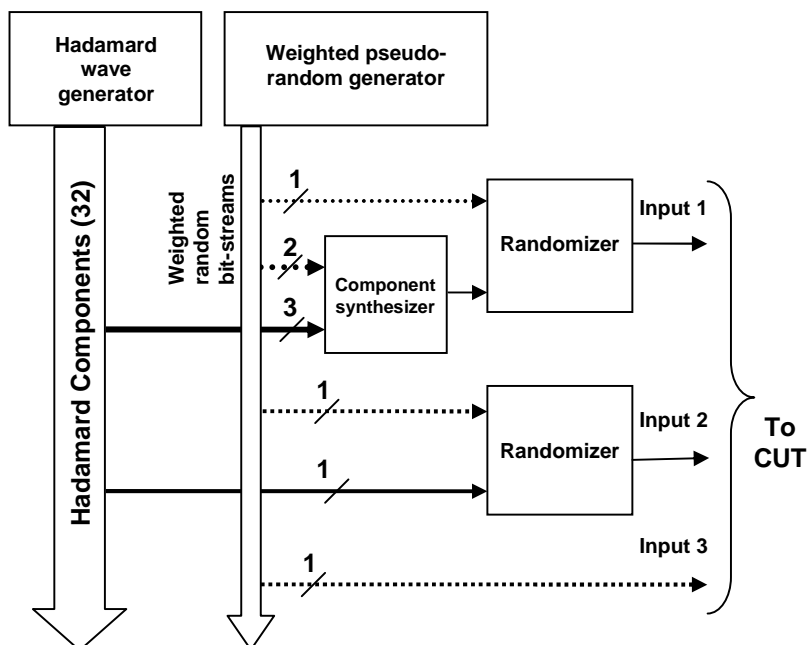 Hadamard
wave
generator
Weighted pseudo-
random generator
Hadamard Components (32)
Weighted
random
bit-streams
1
2
3
Component
synthesizer
Randomizer
Input 1
1
1
Randomizer
Input 2
Input 3
1
To
CUT